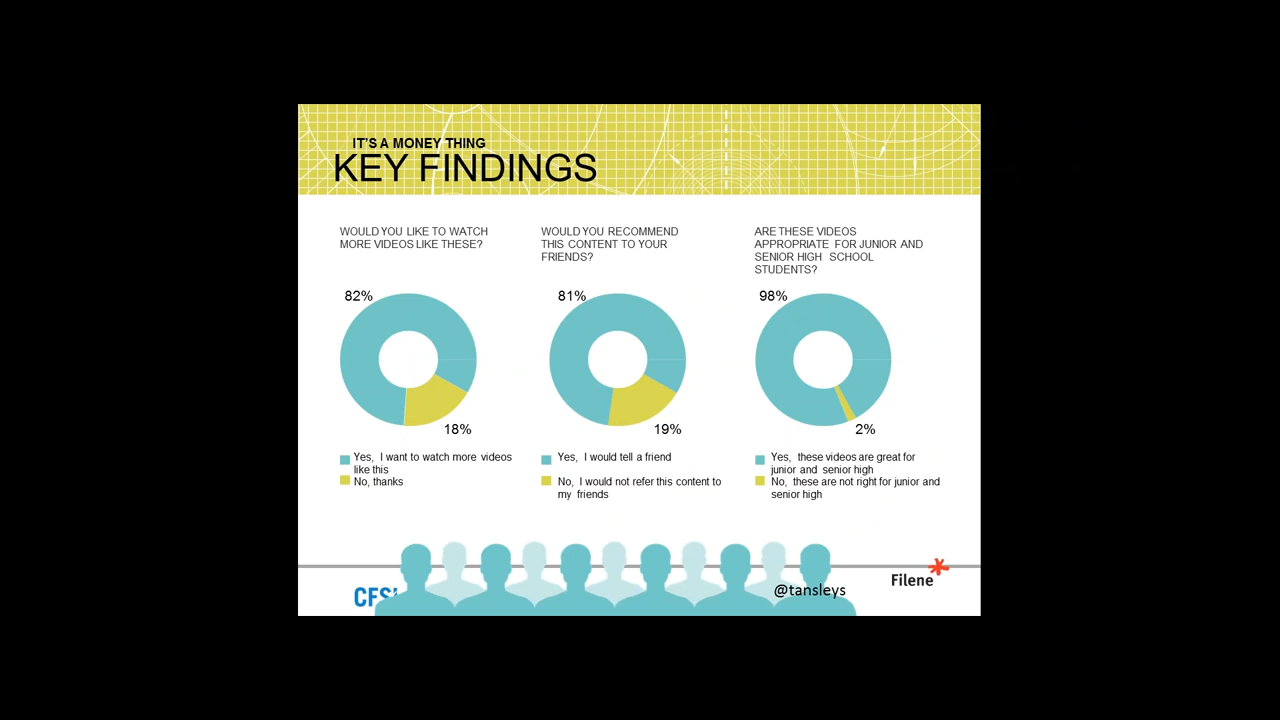 IT'S A MONEY THING
KEY FINDINGS
WOULD YOU LIKE TO WATCH
MORE VIDEOS LIKE THESE?
82%
18%
Yes, I want to watch more videos
like this
No, thanks
WOULD YOU RECOMMEND
THIS CONTENT TO YOUR
FRIENDS?
81%
19%
Yes, I would tell a friend
No, I would not refer this content to
my friends
ARE THESE VIDEOS
APPROPRIATE FOR JUNIOR AND
SENIOR HIGH SCHOOL
STUDENTS?
98%
2%
Yes, these videos are great for
junior and senior high
No, these are not right for junior and
senior high
@tansleys
Filene